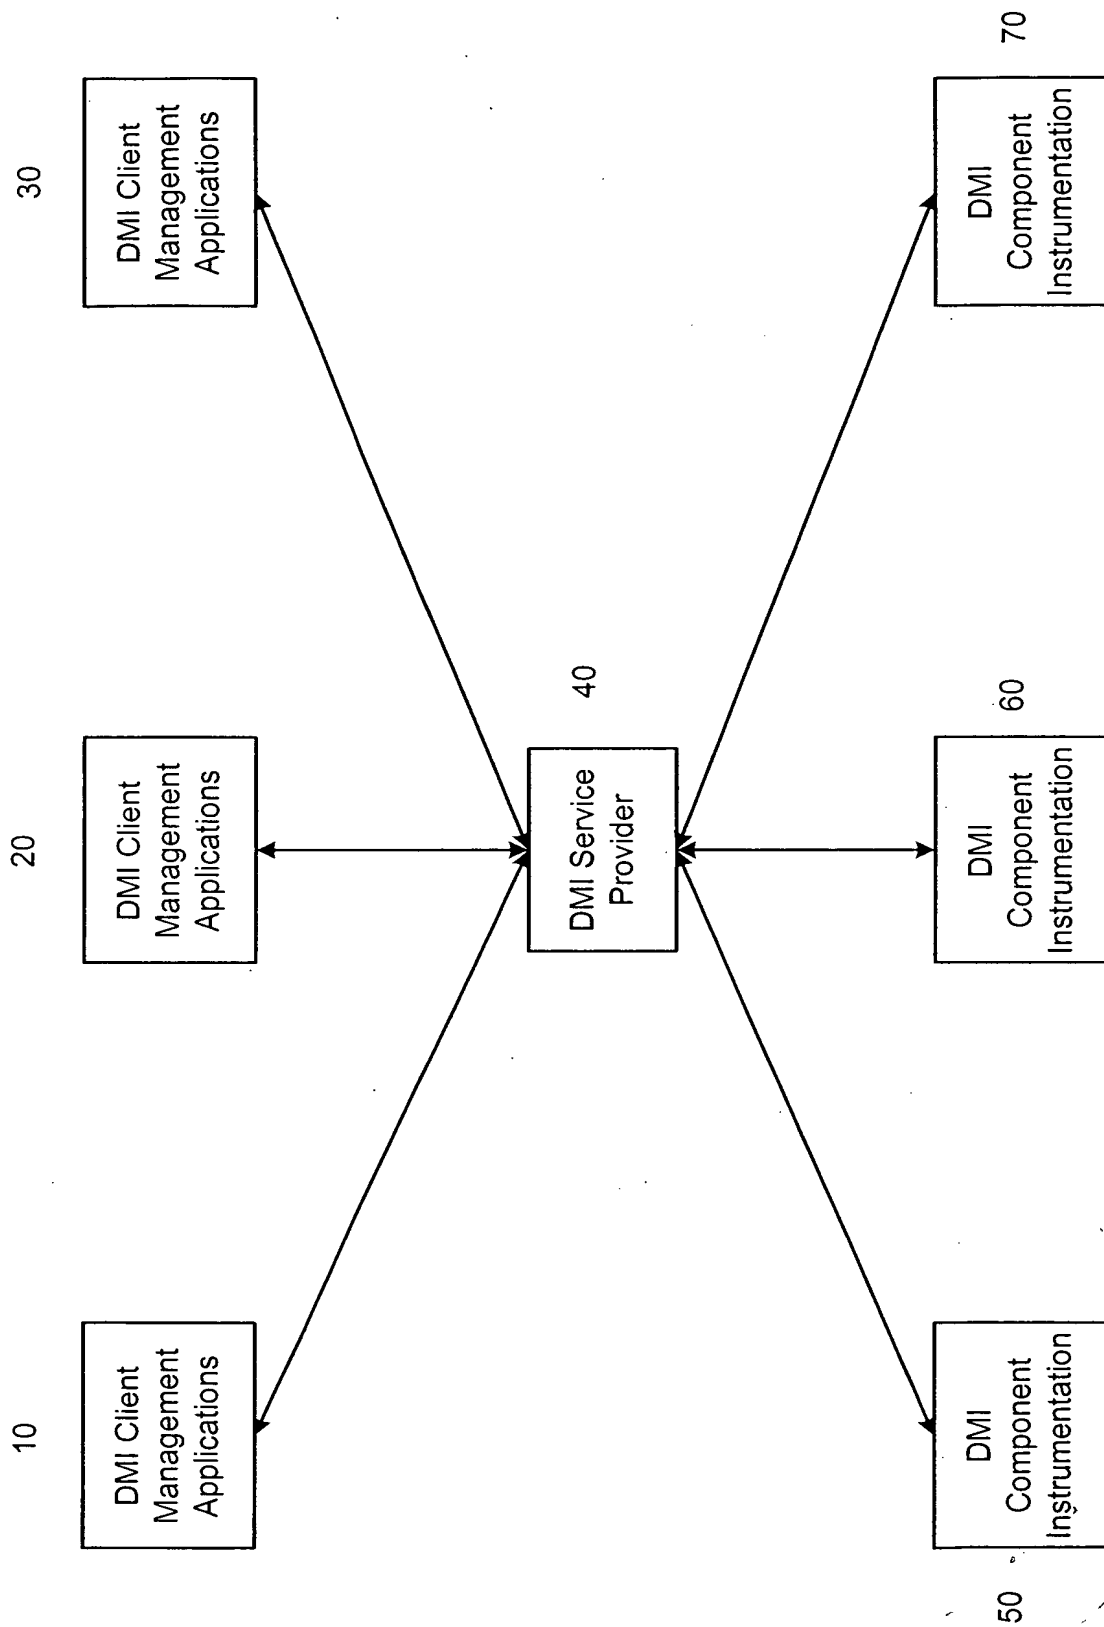 10
20
30
DMI Client
Management
Applications
DMI Client
Management
Applications
DMI Client
Management
Applications
DMI Service
Provider
40
DMI
Component
Instrumentation
DMI
Component
Instrumentation
DMI
Component
Instrumentation
50
60
70